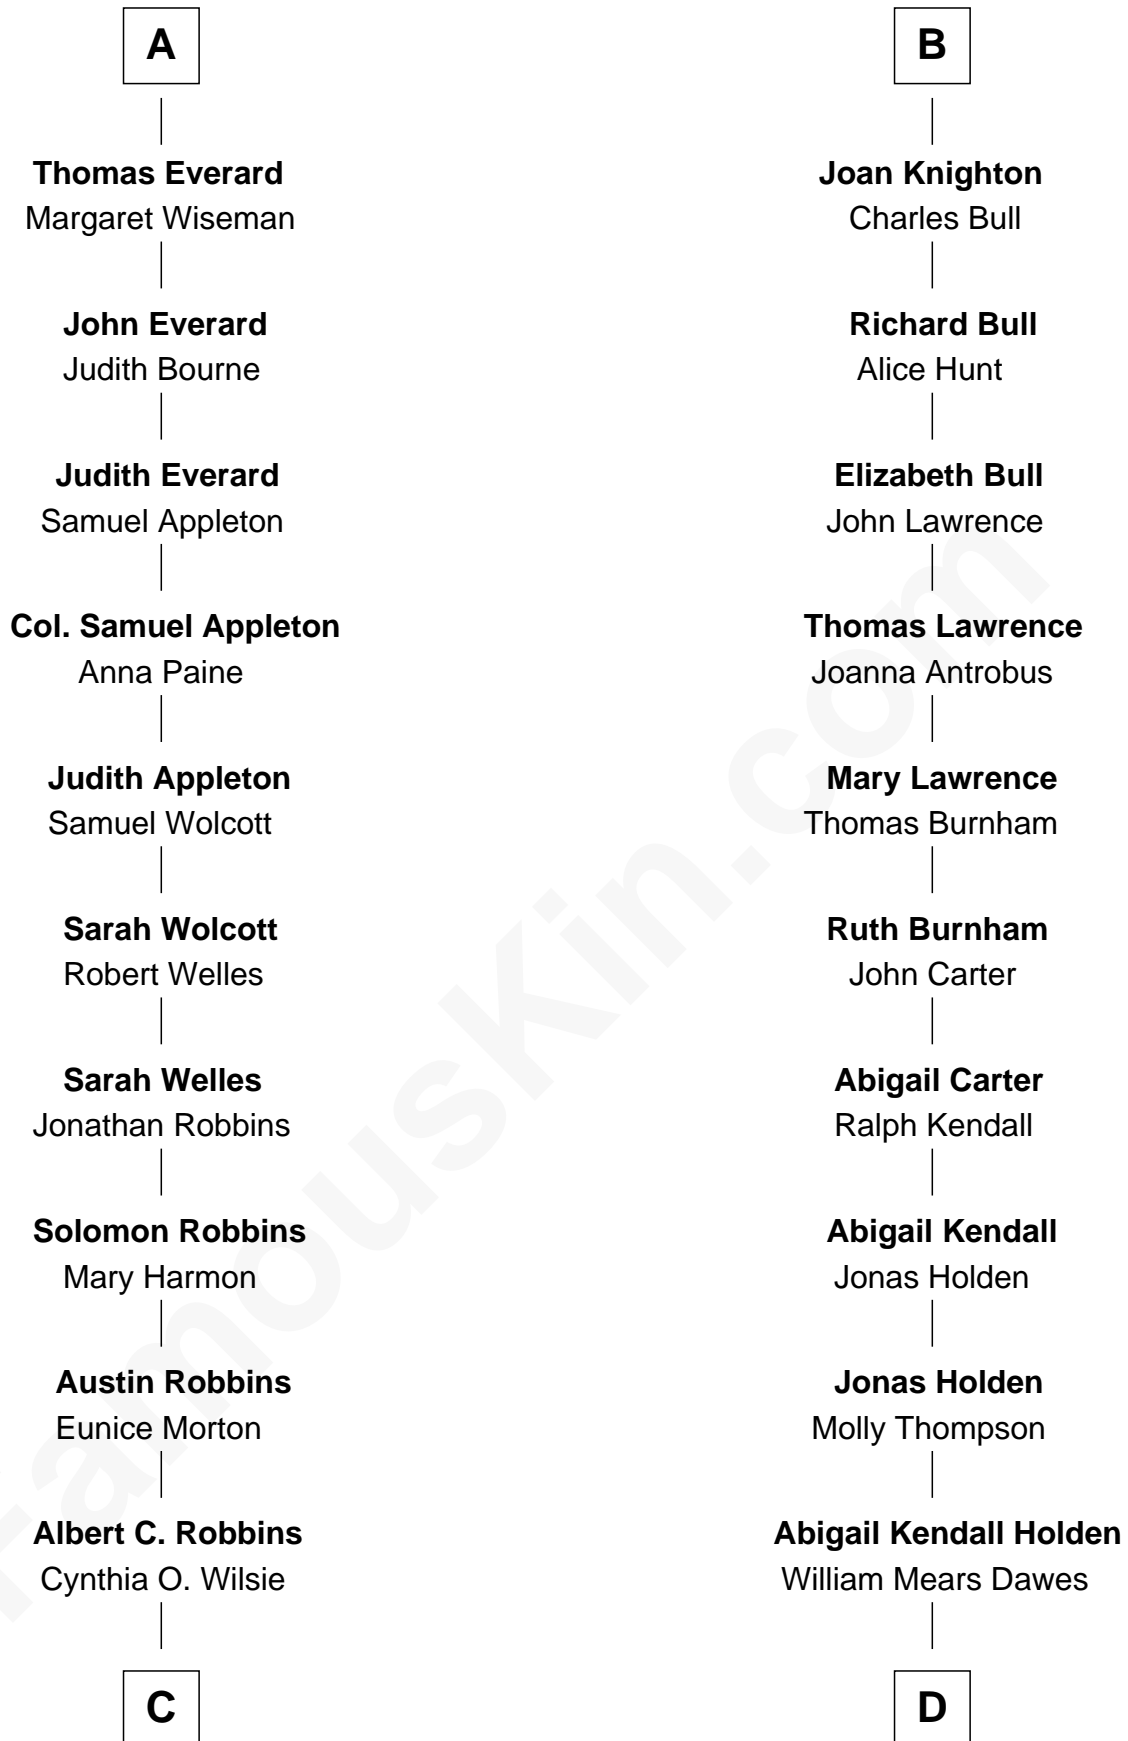 A
Thomas Everard
Margaret Wiseman
John Everard
Judith Bourne
Judith Everard
Samuel Appleton
Col. Samuel Appleton
Anna Paine
Judith Appleton
Samuel Wolcott
Sarah Wolcott
Robert Welles
Sarah Welles
Jonathan Robbins
Solomon Robbins
Mary Harmon
Austin Robbins
Eunice Morton
Albert C. Robbins
Cynthia O. Wilsie
C
B
Joan Knighton
Charles Bull
Richard Bull
Alice Hunt
Elizabeth Bull
John Lawrence
Thomas Lawrence
Joanna Antrobus
Mary Lawrence
Thomas Burnham
Ruth Burnham
John Carter
Abigail Carter
Ralph Kendall
Abigail Kendall
Jonas Holden
Jonas Holden
Molly Thompson
Abigail Kendall Holden
William Mears Dawes
D
FamousKin.com